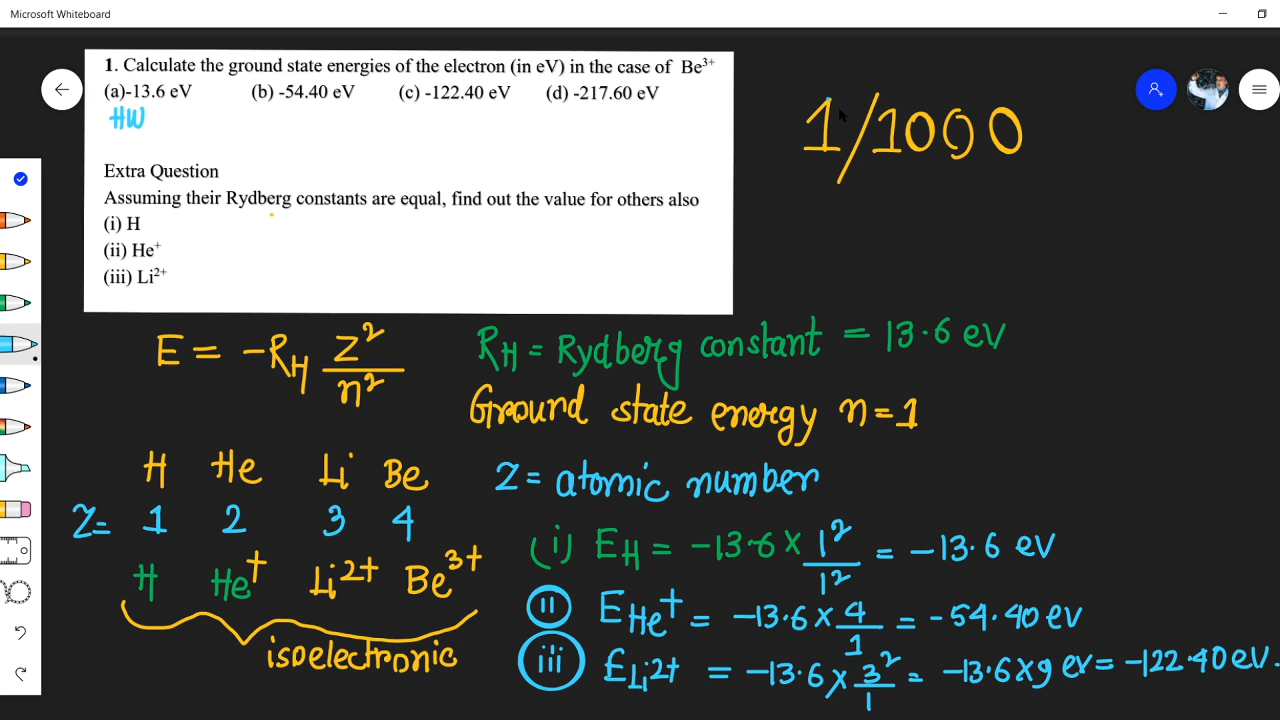 Microsoft Whiteboard
1. Calculate the ground state energies of the electron (in eV) in the case of Be³⁺
(a)-13.6 eV (b) -54.40 eV (c) -122.40 eV (d) -217.60 eV
HW
1/1000
Extra Question
Assuming their Rydberg constants are equal, find out the value for others also
(i) H
(ii) He⁺
(iii) Li²⁺
E = -R_H Z²/n²
R_H = Rydberg constant = 13.6 eV
Ground state energy n=1
H He Li Be
Z= 1 2 3 4
H He⁺ Li²⁺ Be³⁺
isoelectronic
Z = atomic number
(i) E_H = -13.6 × 1²/1² = -13.6 eV
(ii) E_He⁺ = -13.6 × 4/1 = -54.40 eV
(iii) E_Li²⁺ = -13.6 × 3²/1 = -13.6 × 9 eV = -122.40 eV.